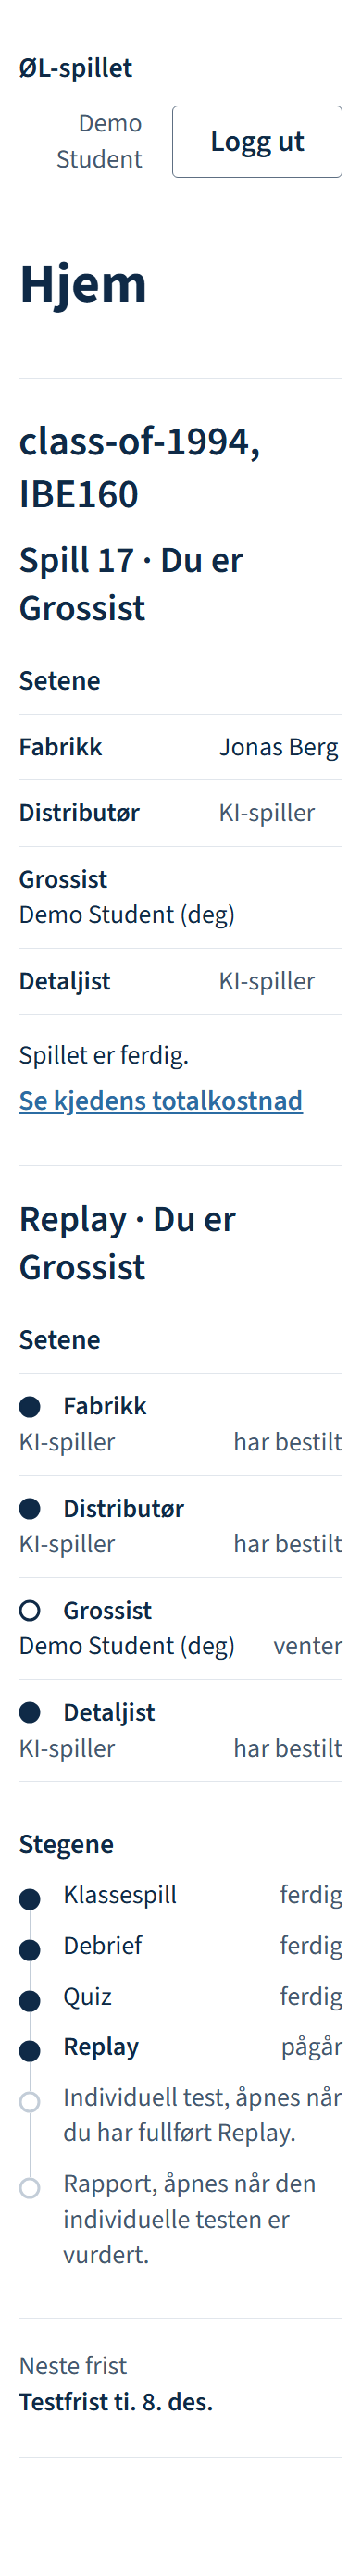 ØL-spillet
Demo
Student
Logg ut
Hjem
class-of-1994,
IBE160
Spill 17 · Du er
Grossist
Setene
Fabrikk Jonas Berg
Distributør KI-spiller
Grossist
Demo Student (deg)
Detaljist KI-spiller
Spillet er ferdig.
Se kjedens totalkostnad
Replay · Du er
Grossist
Setene
Fabrikk
KI-spiller har bestilt
Distributør
KI-spiller har bestilt
Grossist
Demo Student (deg) venter
Detaljist
KI-spiller har bestilt
Stegene
Klassespill ferdig
Debrief ferdig
Quiz ferdig
Replay pågår
Individuell test, åpnes når
du har fullført Replay.
Rapport, åpnes når den
individuelle testen er
vurdert.
Neste frist
Testfrist ti. 8. des.